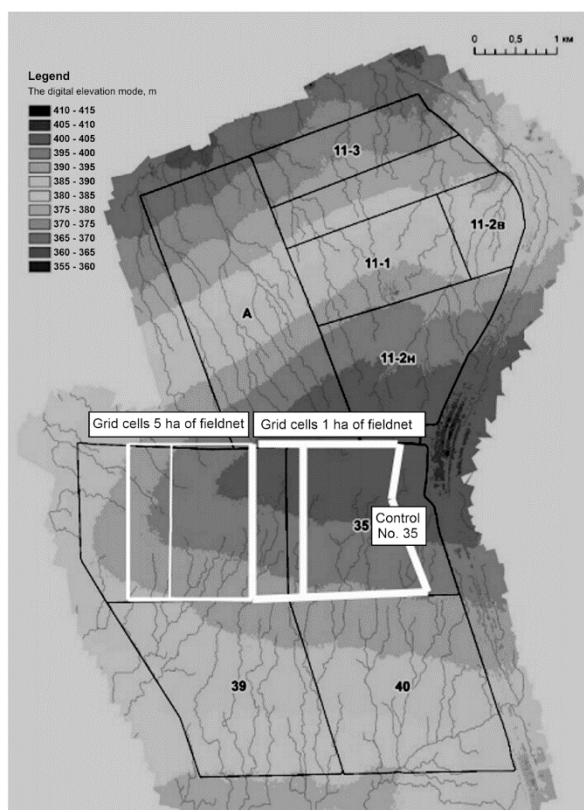 0 0,5 1 км
Legend
The digital elevation mode, m
410 - 415
405 - 410
400 - 405
395 - 400
390 - 395
385 - 390
380 - 385
375 - 380
370 - 375
365 - 370
360 - 365
355 - 360
11-3
11-2в
11-1
A
11-2н
Grid cells 5 ha of fieldnet
Grid cells 1 ha of fieldnet
35
Control
No. 35
39
40